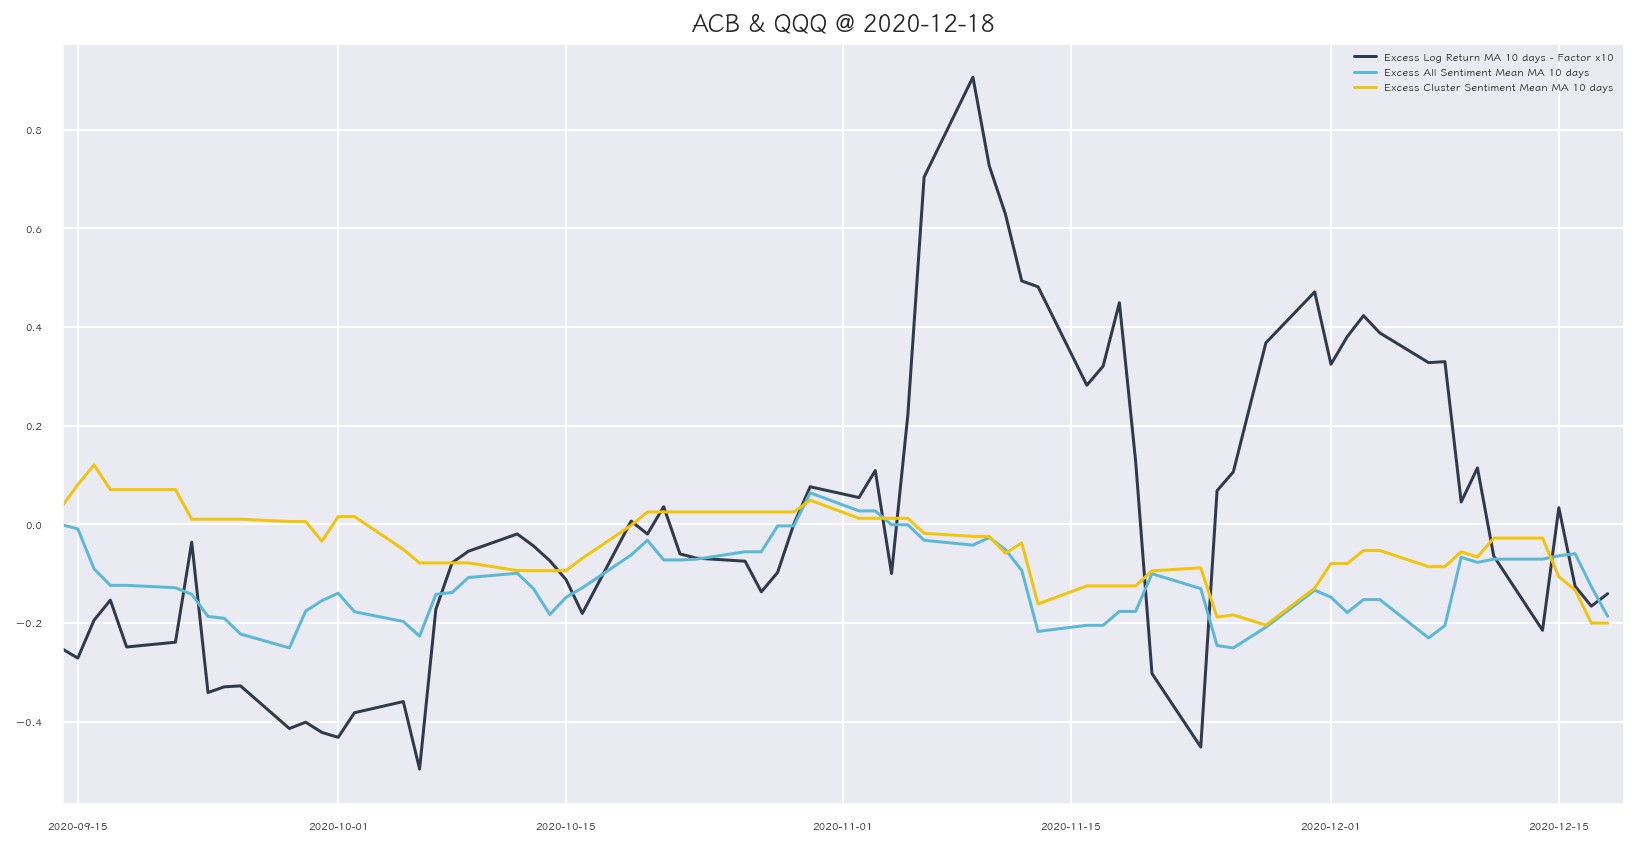 ACB & QQQ @ 2020-12-18
Excess Log Return MA 10 days - Factor x10
Excess All Sentiment Mean MA 10 days
Excess Cluster Sentiment Mean MA 10 days
0.8
0.6
0.4
0.2
0.0
−0.2
−0.4
2020-09-15 2020-10-01 2020-10-15 2020-11-01 2020-11-15 2020-12-01 2020-12-15